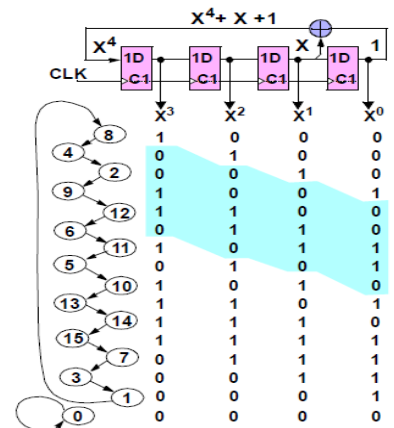 X⁴+ X +1
X⁴ 1D 1D 1D X 1D 1
CLK C1 C1 C1 C1
X³ X² X¹ X⁰
8 1 0 0 0
4 0 1 0 0
2 0 0 1 0
9 1 0 0 1
12 1 1 0 0
6 0 1 1 0
11 1 0 1 1
5 0 1 0 1
10 1 0 1 0
13 1 1 0 1
14 1 1 1 0
15 1 1 1 1
7 0 1 1 1
3 0 0 1 1
1 0 0 0 1
0 0 0 0 0